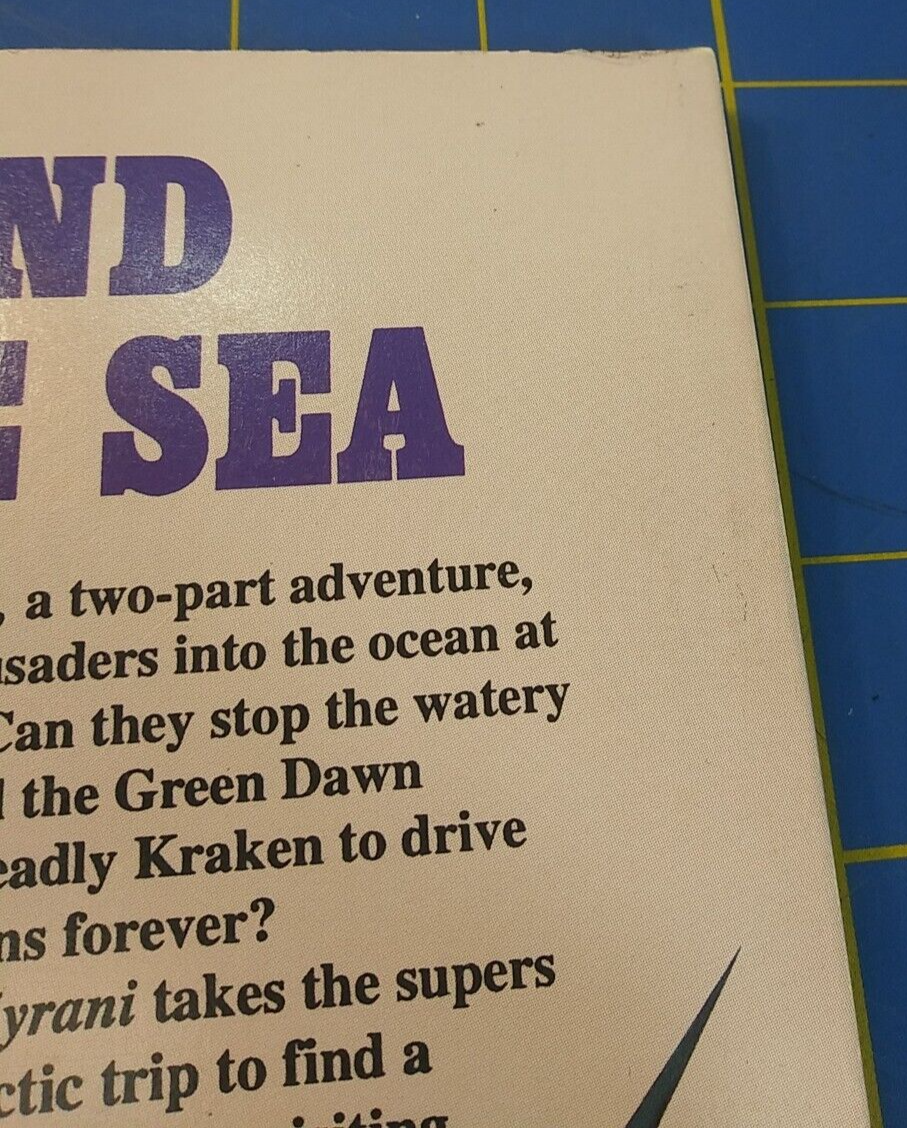 ND
SEA
, a two-part adventure,
saders into the ocean at
Can they stop the watery
the Green Dawn
eadly Kraken to drive
ns forever?
yrani takes the supers
ctic trip to find a